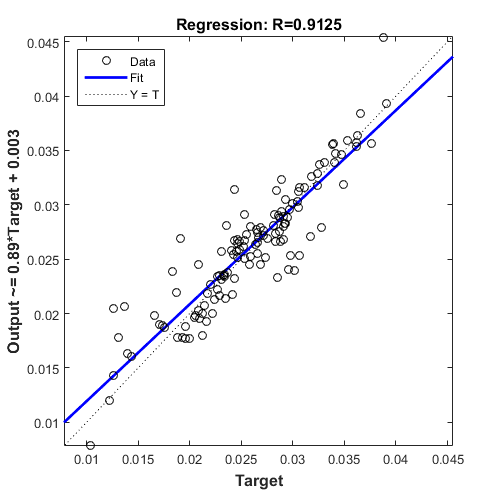 Regression: R=0.9125
Data
Fit
Y = T
0.045
0.04
0.035
0.03
0.025
0.02
0.015
0.01
Output ~= 0.89*Target + 0.003
0.01 0.015 0.02 0.025 0.03 0.035 0.04 0.045
Target